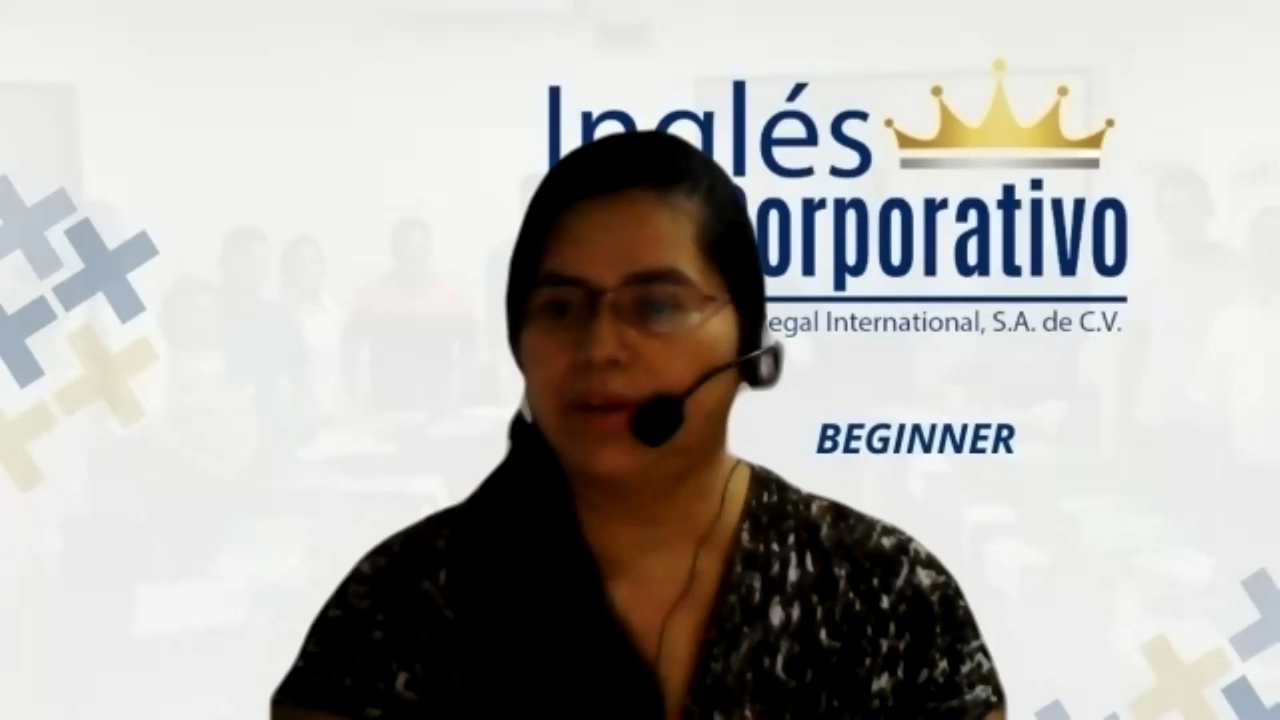 Inglés
orporativo
egal International, S.A. de C.V.
BEGINNER